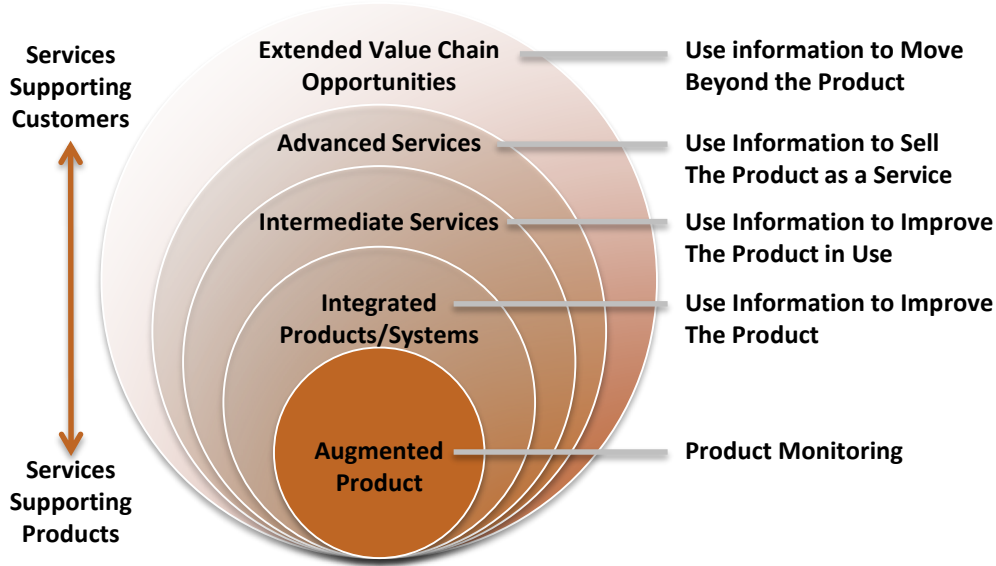 Services
Supporting
Customers
Services
Supporting
Products
Extended Value Chain
Opportunities
Advanced Services
Intermediate Services
Integrated
Products/Systems
Augmented
Product
Use information to Move
Beyond the Product
Use Information to Sell
The Product as a Service
Use Information to Improve
The Product in Use
Use Information to Improve
The Product
Product Monitoring